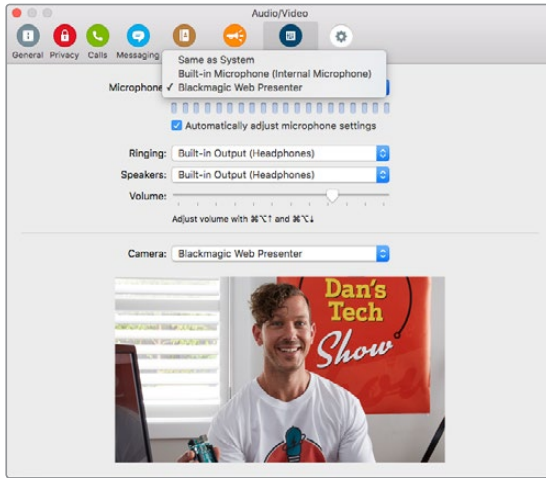 Audio/Video
General Privacy Calls Messaging
Same as System
Built-in Microphone (Internal Microphone)
Microphone: ✓ Blackmagic Web Presenter
Automatically adjust microphone settings
Ringing: Built-in Output (Headphones)
Speakers: Built-in Output (Headphones)
Volume:
Adjust volume with ⌘⌥↑ and ⌘⌥↓
Camera: Blackmagic Web Presenter
Dan's
Tech
Show